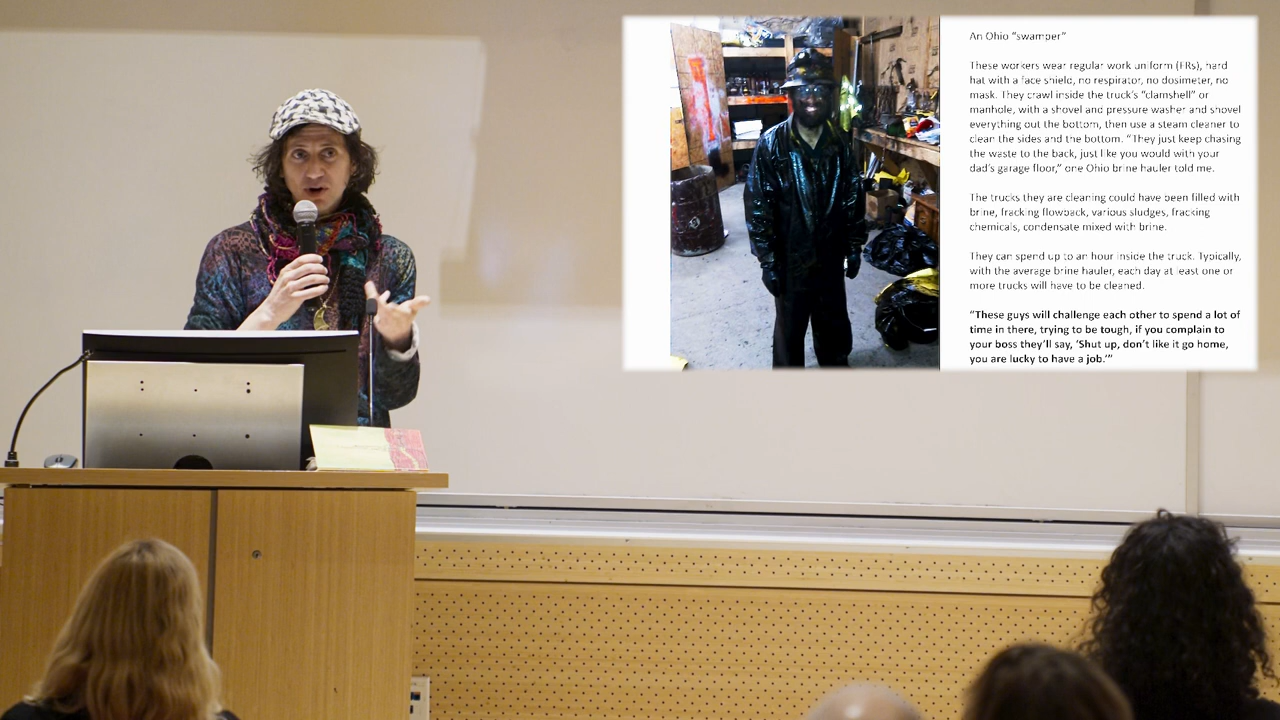 An Ohio "swamper"
These workers wear regular work uniform (FRs), hard
hat with a face shield, no respirator, no dosimeter, no
mask. They crawl inside the truck's "clamshell" or
manhole, with a shovel and pressure washer and shovel
everything out the bottom, then use a steam cleaner to
clean the sides and the bottom. "They just keep chasing
the waste to the back, just like you would with your
dad's garage floor," one Ohio brine hauler told me.
The trucks they are cleaning could have been filled with
brine, fracking flowback, various sludges, fracking
chemicals, condensate mixed with brine.
They can spend up to an hour inside the truck. Typically,
with the average brine hauler, each day at least one or
more trucks will have to be cleaned.
"These guys will challenge each other to spend a lot of
time in there, trying to be tough, if you complain to
your boss they'll say, 'Shut up, don't like it go home,
you are lucky to have a job.'"